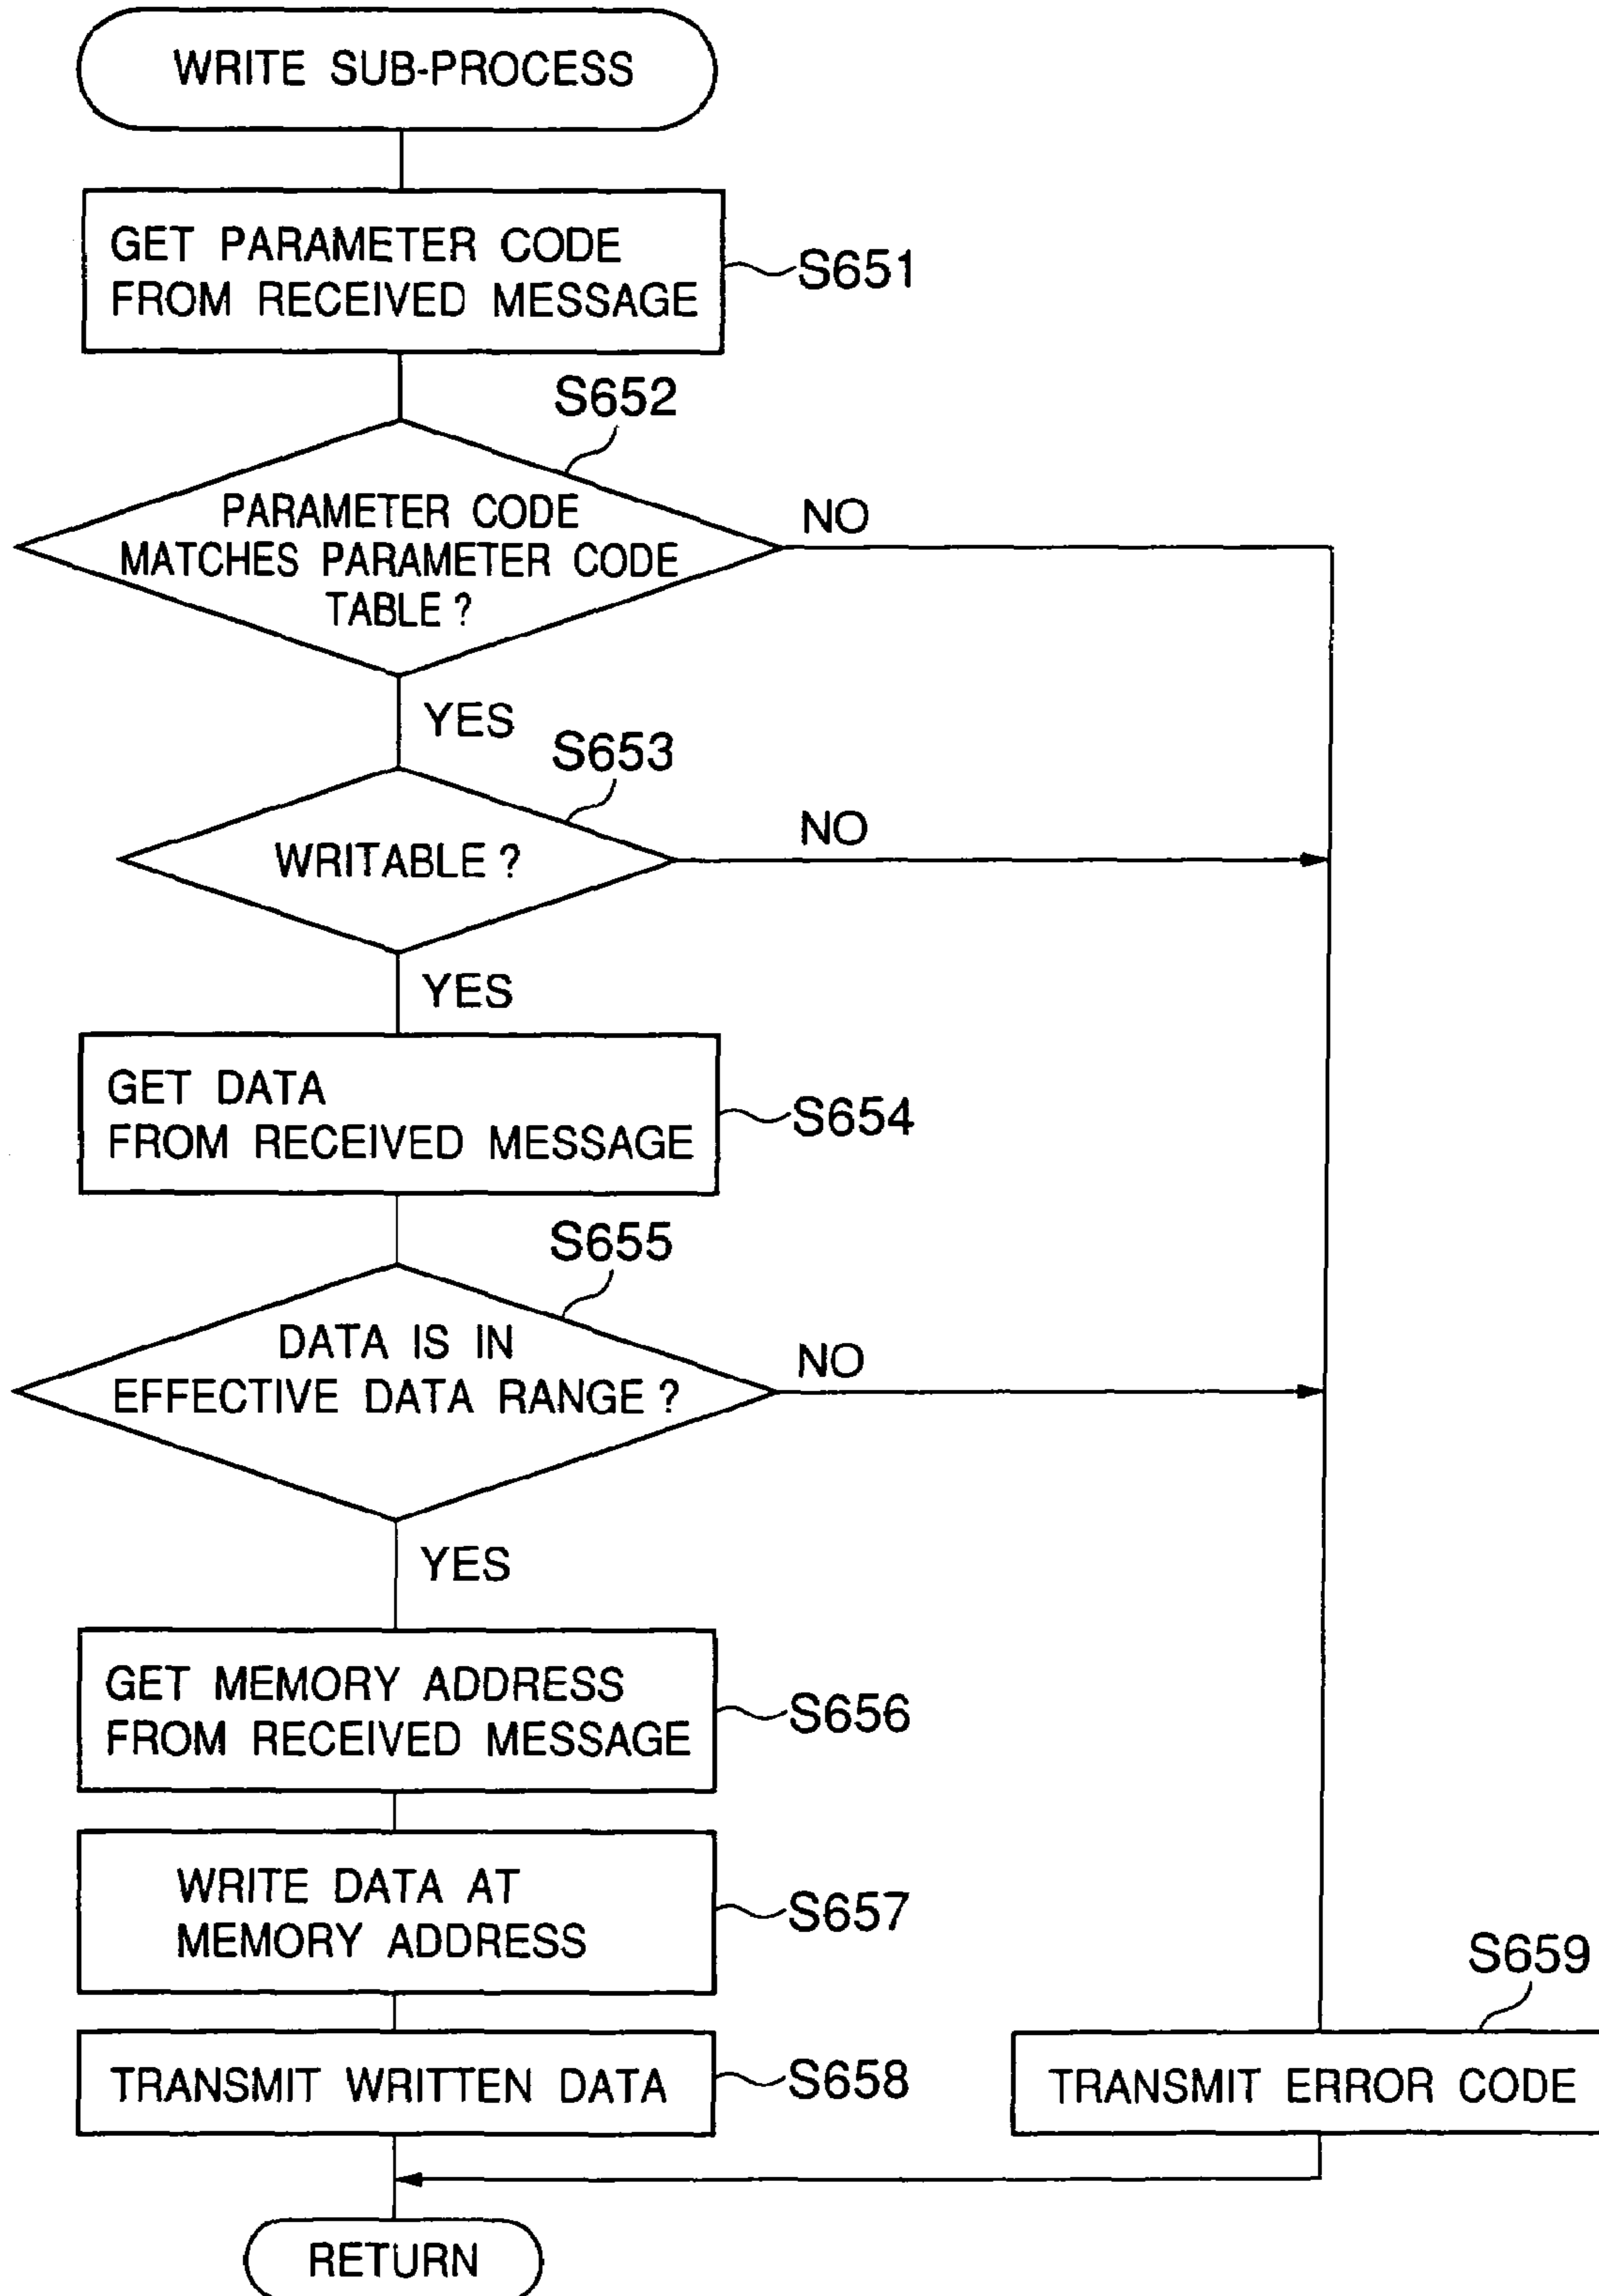 WRITE SUB-PROCESS
GET PARAMETER CODE
FROM RECEIVED MESSAGE
S651
S652
PARAMETER CODE
MATCHES PARAMETER CODE
TABLE ?
NO
YES
S653
WRITABLE ?
NO
YES
GET DATA
FROM RECEIVED MESSAGE
S654
S655
DATA IS IN
EFFECTIVE DATA RANGE ?
NO
YES
GET MEMORY ADDRESS
FROM RECEIVED MESSAGE
S656
WRITE DATA AT
MEMORY ADDRESS
S657
S659
TRANSMIT WRITTEN DATA
S658
TRANSMIT ERROR CODE
RETURN